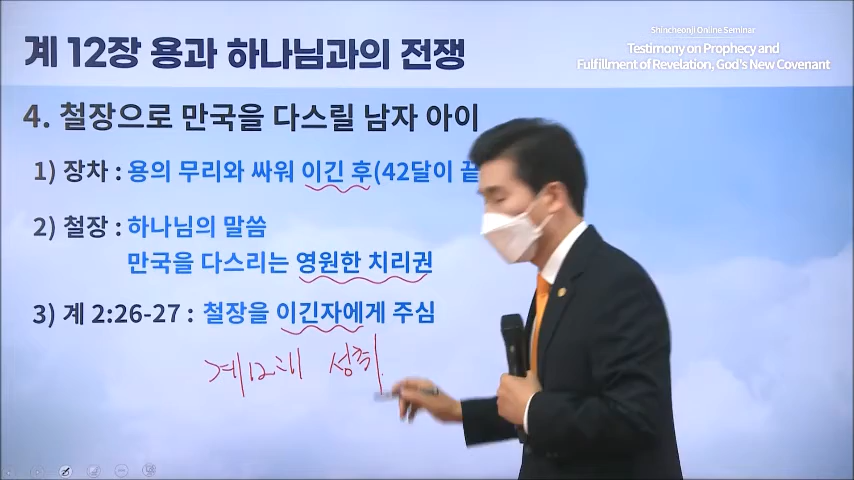 Shincheonji Online Seminar
Testimony on Prophecy and
Fulfillment of Revelation, God's New Covenant
계 12장 용과 하나님과의 전쟁
4. 철장으로 만국을 다스릴 남자 아이
1) 장차 : 용의 무리와 싸워 이긴 후(42달이 끝
2) 철장 : 하나님의 말씀
만국을 다스리는 영원한 치리권
3) 계 2:26-27 : 철장을 이긴자에게 주심
계12 성취